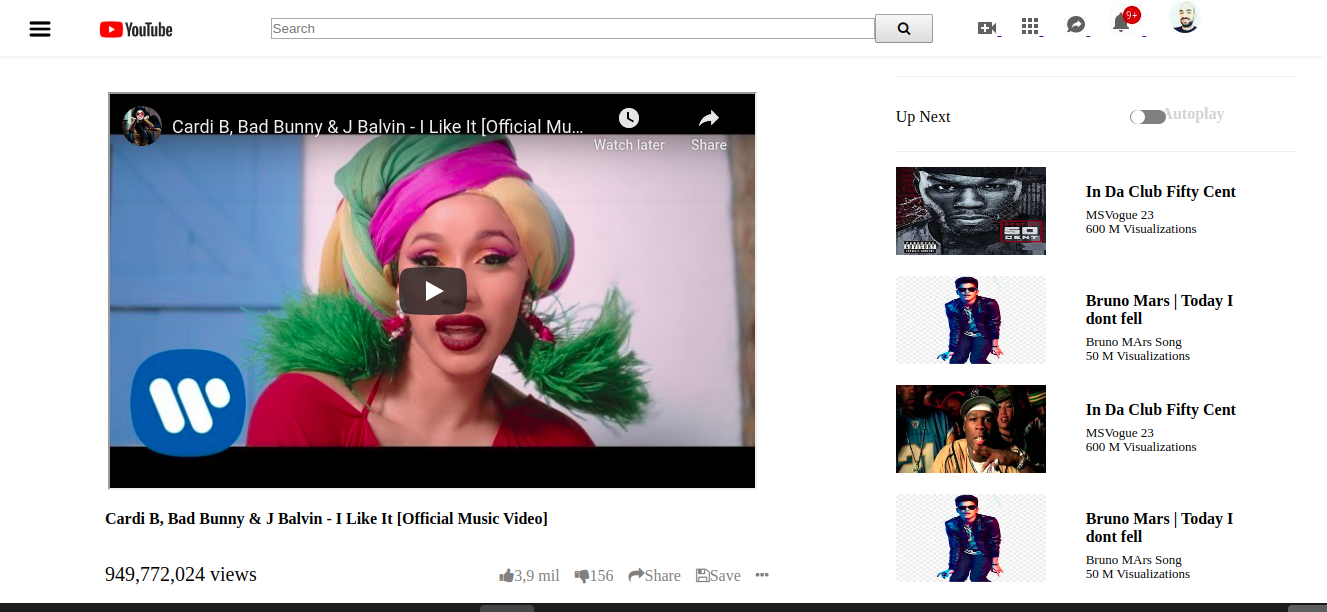 YouTube
Search
9+
Cardi B, Bad Bunny & J Balvin - I Like It [Official Mu...
Watch later
Share
Cardi B, Bad Bunny & J Balvin - I Like It [Official Music Video]
949,772,024 views
3,9 mil
156
Share
Save
Up Next
Autoplay
50
CENT
In Da Club Fifty Cent
MSVogue 23
600 M Visualizations
Bruno Mars | Today I
dont fell
Bruno MArs Song
50 M Visualizations
In Da Club Fifty Cent
MSVogue 23
600 M Visualizations
Bruno Mars | Today I
dont fell
Bruno MArs Song
50 M Visualizations